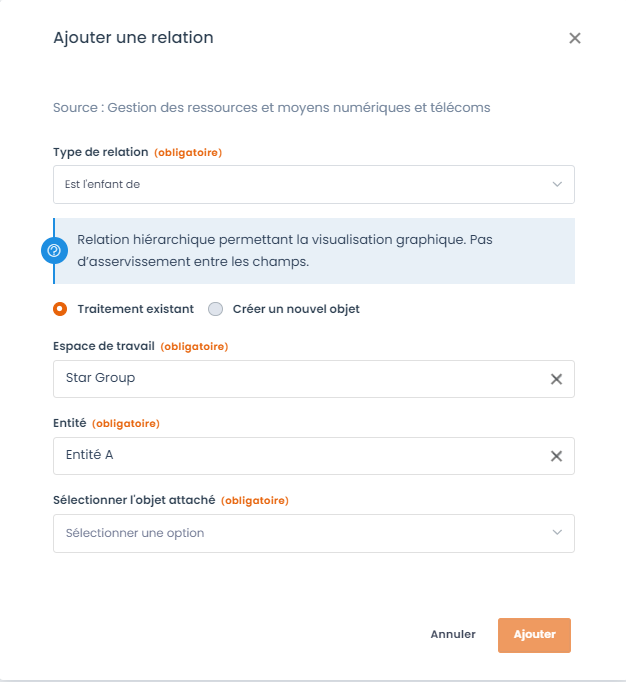 Ajouter une relation
Source : Gestion des ressources et moyens numériques et télécoms
Type de relation (obligatoire)
Est l'enfant de
Relation hiérarchique permettant la visualisation graphique. Pas
d’asservissement entre les champs.
Traitement existant Créer un nouvel objet
Espace de travail (obligatoire)
Star Group
Entité (obligatoire)
Entité A
Sélectionner l'objet attaché (obligatoire)
Sélectionner une option
Annuler Ajouter